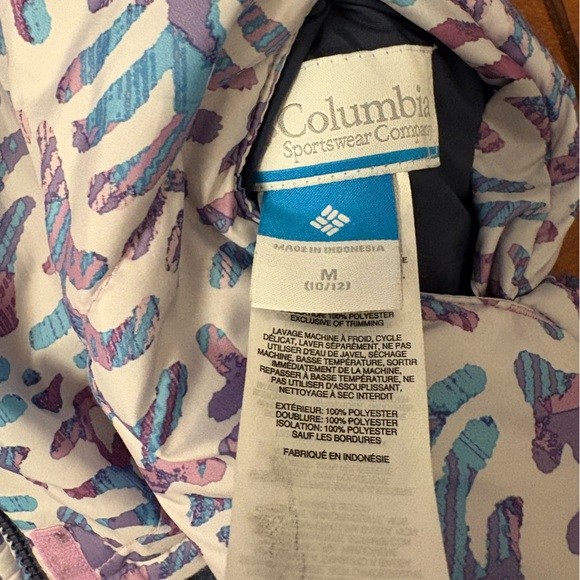 Columbia
Sportswear Company
MADE IN INDONESIA
M
(10/12)
E
100% POLYESTER
EXCLUSIVE OF TRIMMING
LAVAGE MACHINE À FROID, CYCLE
DÉLICAT, LAVER SÉPARÉMENT, NE PAS
UTILISER D'EAU DE JAVEL, SÉCHAGE
MACHINE, BASSE TEMPÉRATURE, SORTIR
IMMÉDIATEMENT DE LA MACHINE,
REPASSER À BASSE TEMPÉRATURE, NE
PAS UTILISER D'ASSOUPLISSANT,
NETTOYAGE À SEC INTERDIT
EXTÉRIEUR: 100% POLYESTER
DOUBLURE: 100% POLYESTER
ISOLATION: 100% POLYESTER
SAUF LES BORDURES
FABRIQUÉ EN INDONÉSIE